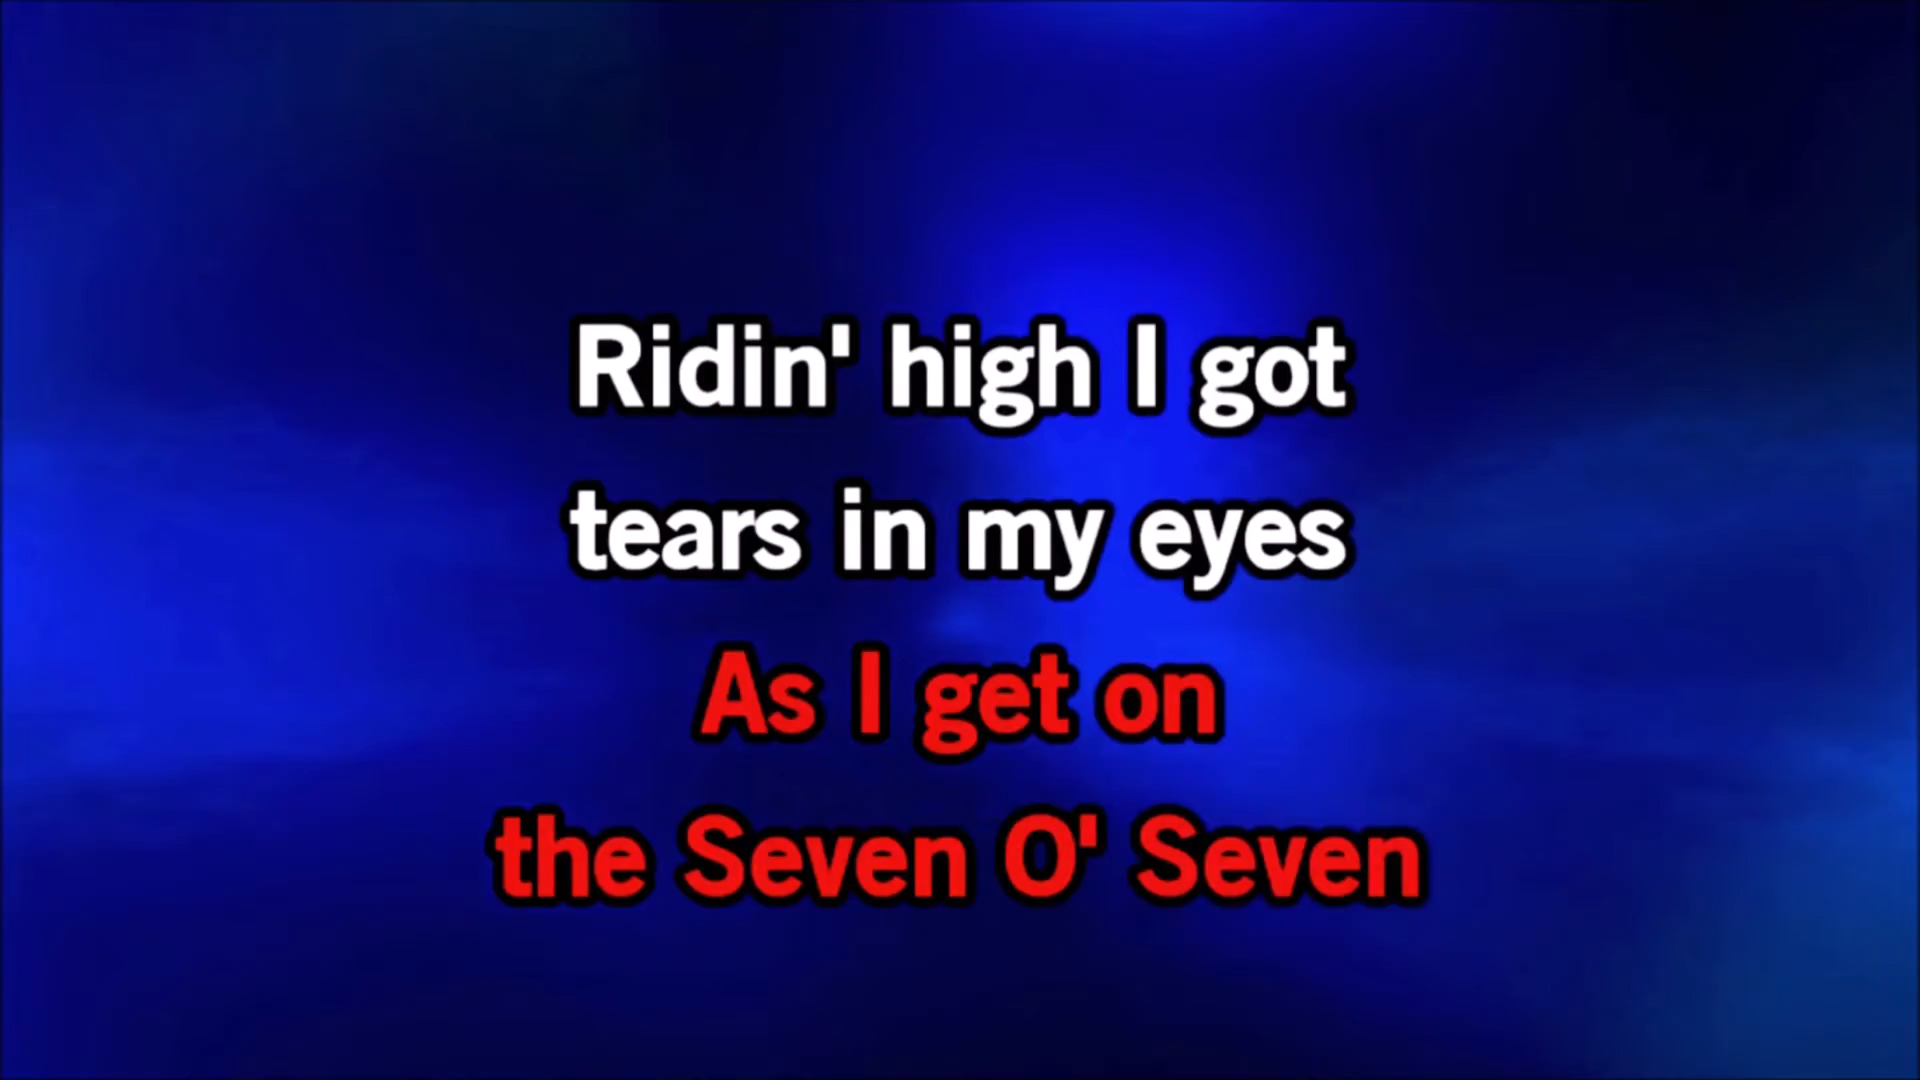 Ridin' high I got
tears in my eyes
As I get on
the Seven O' Seven